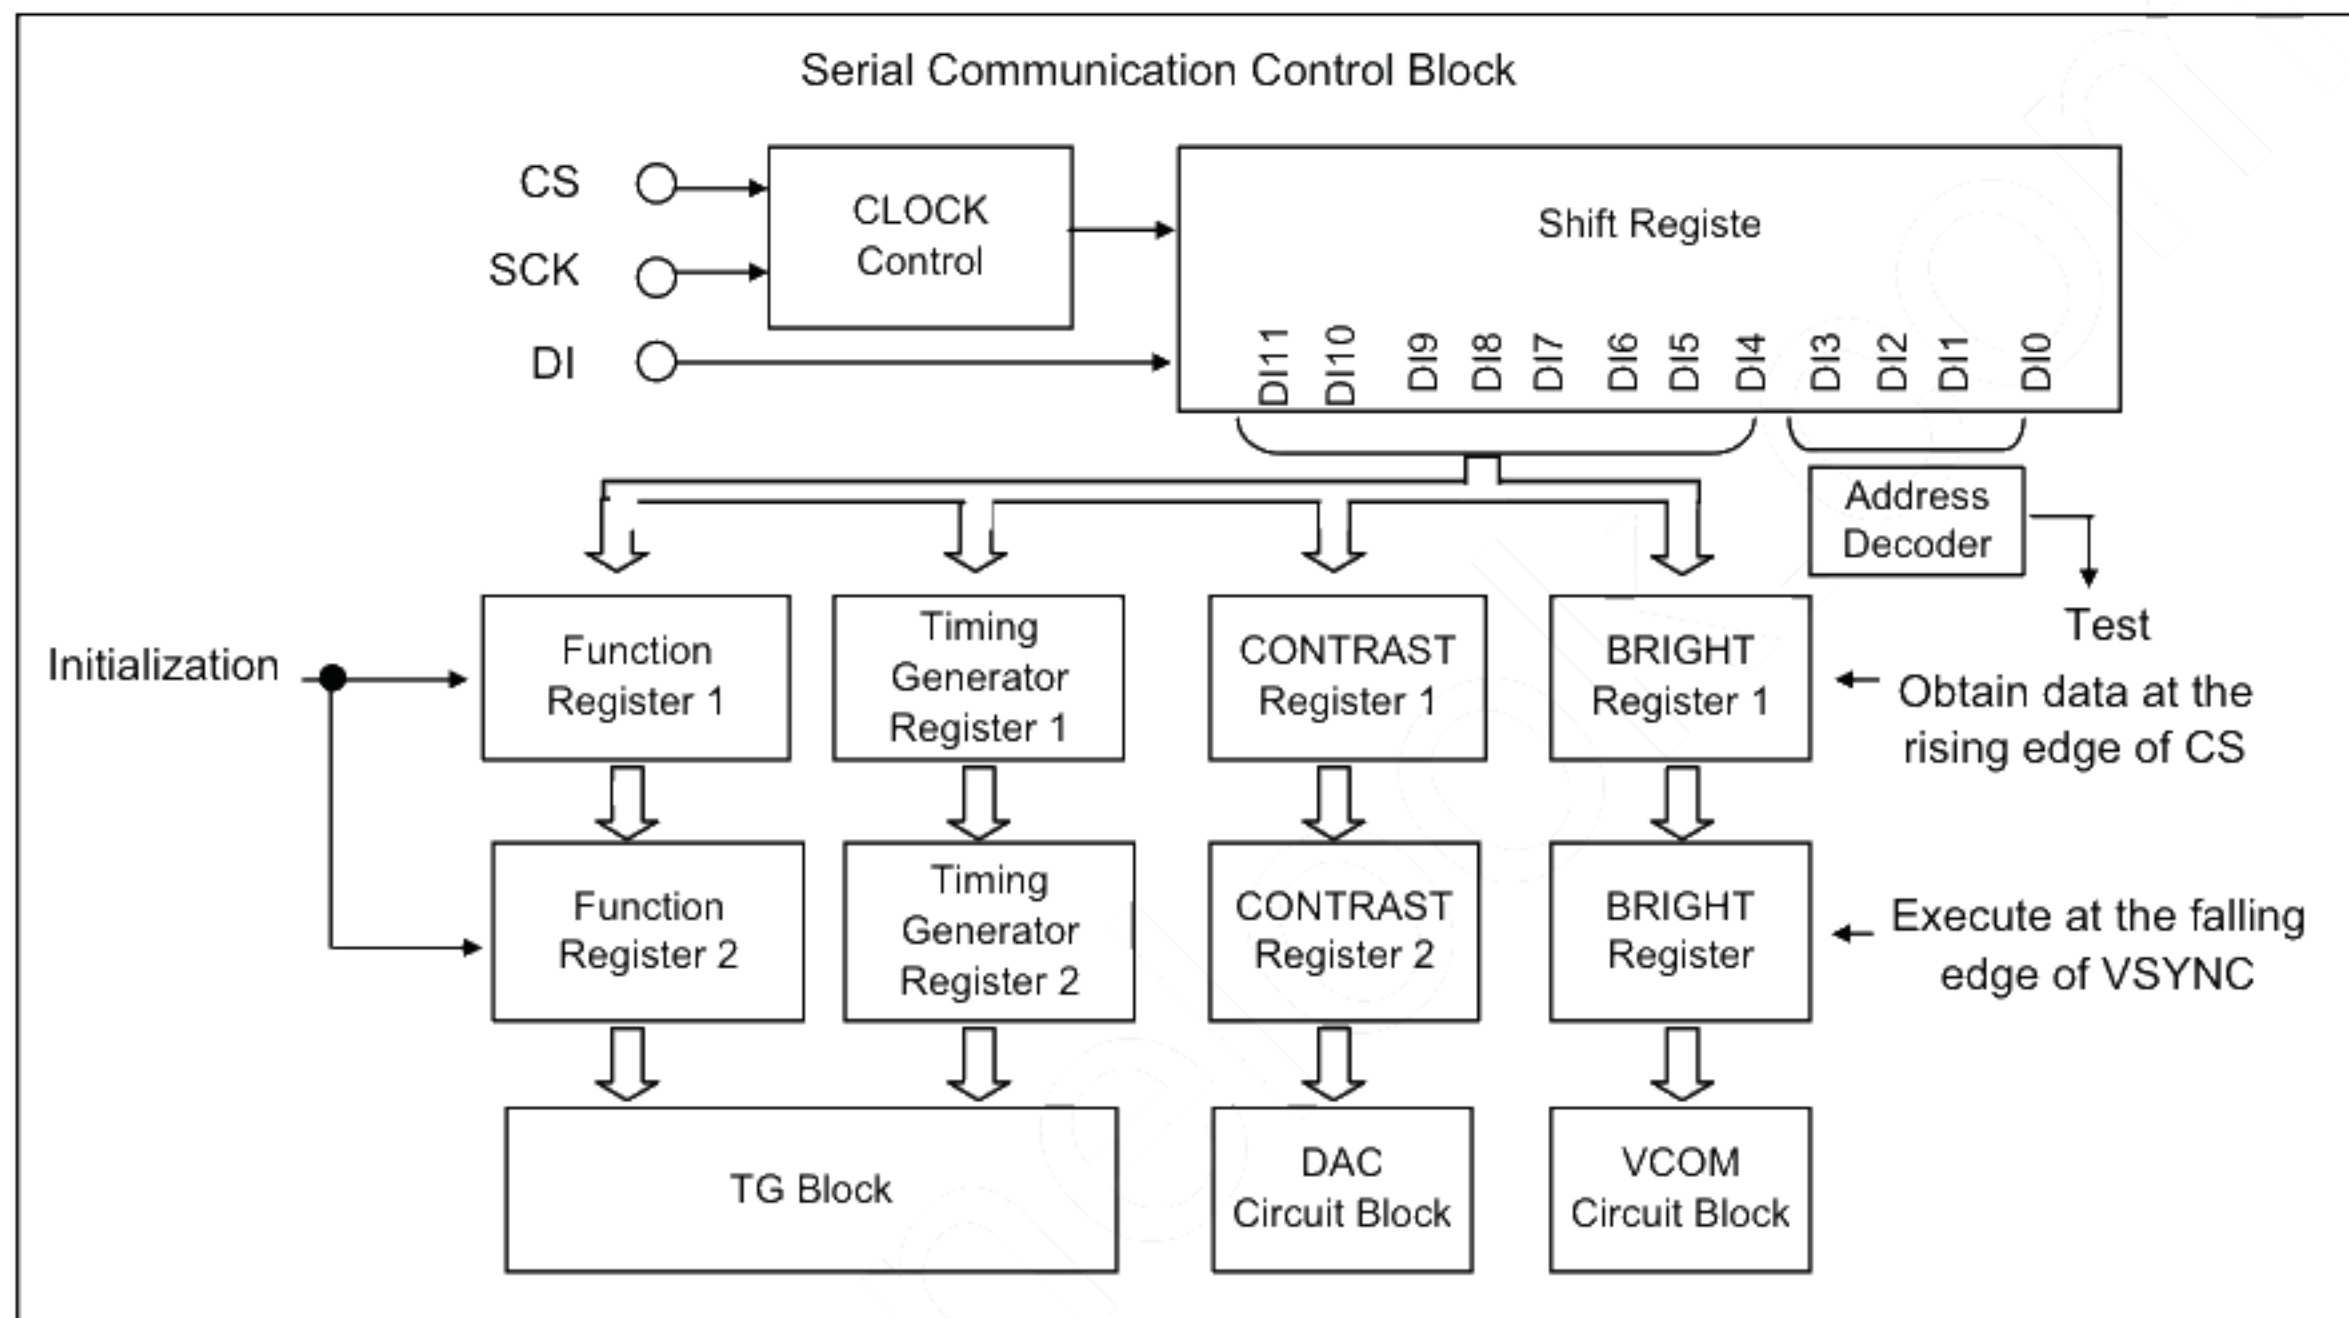 Serial Communication Control Block
CS
SCK
DI
CLOCK
Control
Shift Registe
DI11 DI10 DI9 DI8 DI7 DI6 DI5 DI4 DI3 DI2 DI1 DI0
Address
Decoder
Test
Initialization
Function
Register 1
Timing
Generator
Register 1
CONTRAST
Register 1
BRIGHT
Register 1
Obtain data at the
rising edge of CS
Function
Register 2
Timing
Generator
Register 2
CONTRAST
Register 2
BRIGHT
Register
Execute at the falling
edge of VSYNC
TG Block
DAC
Circuit Block
VCOM
Circuit Block